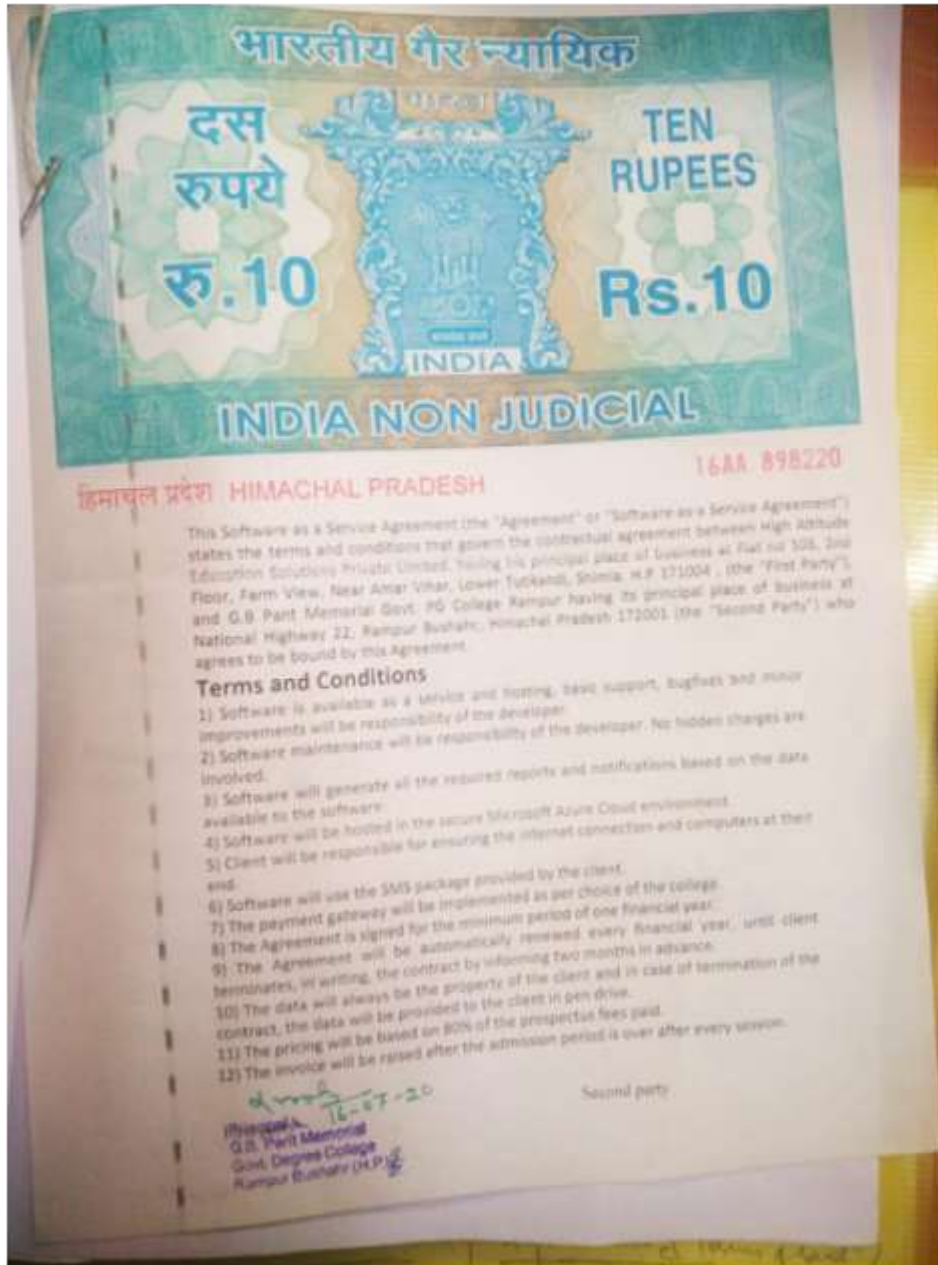 भारतीय गैर न्यायिक
भारत
दस
रुपये
रु.10
TEN
RUPEES
Rs.10
INDIA
INDIA NON JUDICIAL
हिमाचल प्रदेश HIMACHAL PRADESH
16AA 898220
This Software as a Service Agreement (the "Agreement" or "Software as a Service Agreement")
states the terms and conditions that govern the contractual agreement between High Altitude
Education Solutions Private Limited, having his principal place of business at Flat no 508, 2nd
Floor, Farm View, Near Amar Vihar, Lower Tutikandi, Shimla, H.P 171004 , (the "First Party"),
and G.B Pant Memorial Govt. PG College Rampur having its principal place of business at
National Highway 22, Rampur Bushahr, Himachal Pradesh 172001 (the "Second Party") who
agrees to be bound by this Agreement.
Terms and Conditions
1) Software is available as a service and hosting, basic support, bugfixes and minor
improvements will be responsibility of the developer.
2) Software maintenance will be responsibility of the developer. No hidden charges are
involved.
3) Software will generate all the required reports and notifications based on the data
available to the software.
4) Software will be hosted in the secure Microsoft Azure Cloud environment.
5) Client will be responsible for ensuring the internet connection and computers at their
end.
6) Software will use the SMS package provided by the client.
7) The payment gateway will be implemented as per choice of the college.
8) The Agreement is signed for the minimum period of one financial year.
9) The Agreement will be automatically renewed every financial year, until client
terminates, in writing, the contract by informing two months in advance.
10) The data will always be the property of the client and in case of termination of the
contract, the data will be provided to the client in pen drive.
11) The pricing will be based on 80% of the prospectus fees paid.
12) The invoice will be raised after the admission period is over after every session.
16-07-20
Second party
Principal
G.B. Pant Memorial
Govt. Degree College
Rampur Bushahr (H.P.)